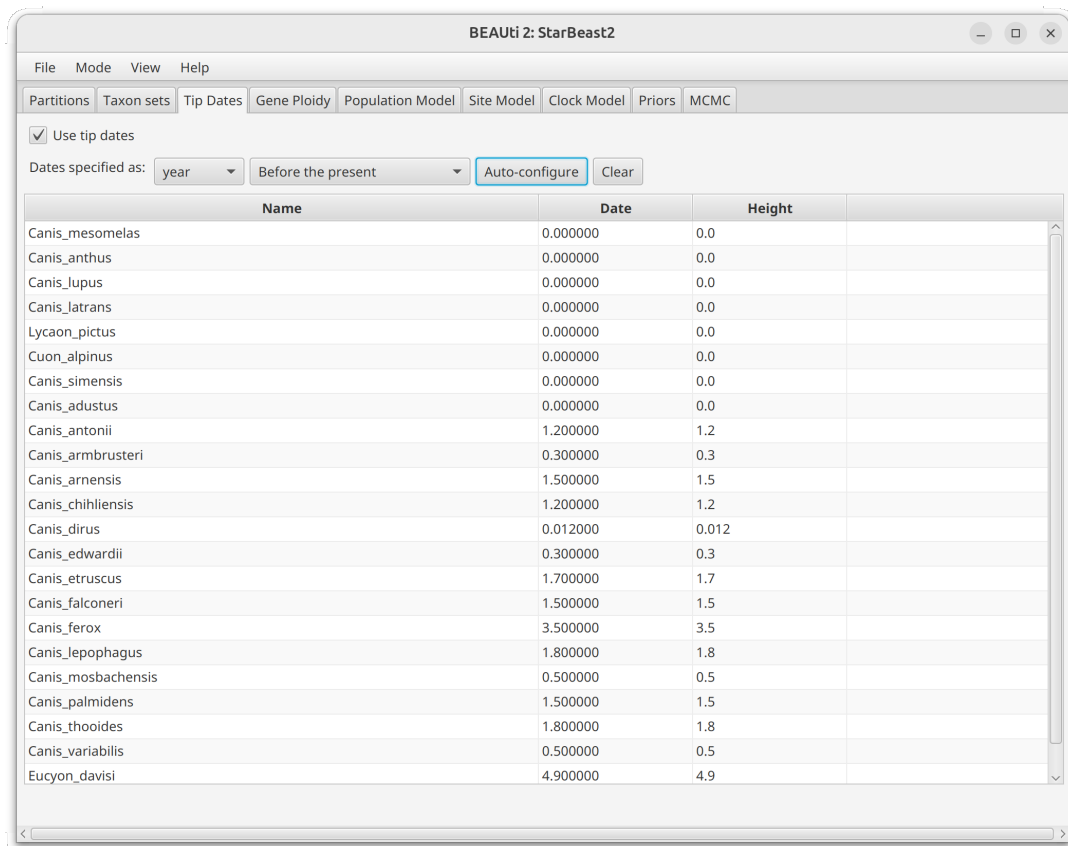 BEAUti 2: StarBeast2
File Mode View Help
Partitions Taxon sets Tip Dates Gene Ploidy Population Model Site Model Clock Model Priors MCMC
Use tip dates
Dates specified as: year Before the present Auto-configure Clear
Name Date Height
Canis_mesomelas 0.000000 0.0
Canis_anthus 0.000000 0.0
Canis_lupus 0.000000 0.0
Canis_latrans 0.000000 0.0
Lycaon_pictus 0.000000 0.0
Cuon_alpinus 0.000000 0.0
Canis_simensis 0.000000 0.0
Canis_adustus 0.000000 0.0
Canis_antonii 1.200000 1.2
Canis_armbrusteri 0.300000 0.3
Canis_arnensis 1.500000 1.5
Canis_chihliensis 1.200000 1.2
Canis_dirus 0.012000 0.012
Canis_edwardii 0.300000 0.3
Canis_etruscus 1.700000 1.7
Canis_falconeri 1.500000 1.5
Canis_ferox 3.500000 3.5
Canis_lepophagus 1.800000 1.8
Canis_mosbachensis 0.500000 0.5
Canis_palmidens 1.500000 1.5
Canis_thooides 1.800000 1.8
Canis_variabilis 0.500000 0.5
Eucyon_davisi 4.900000 4.9